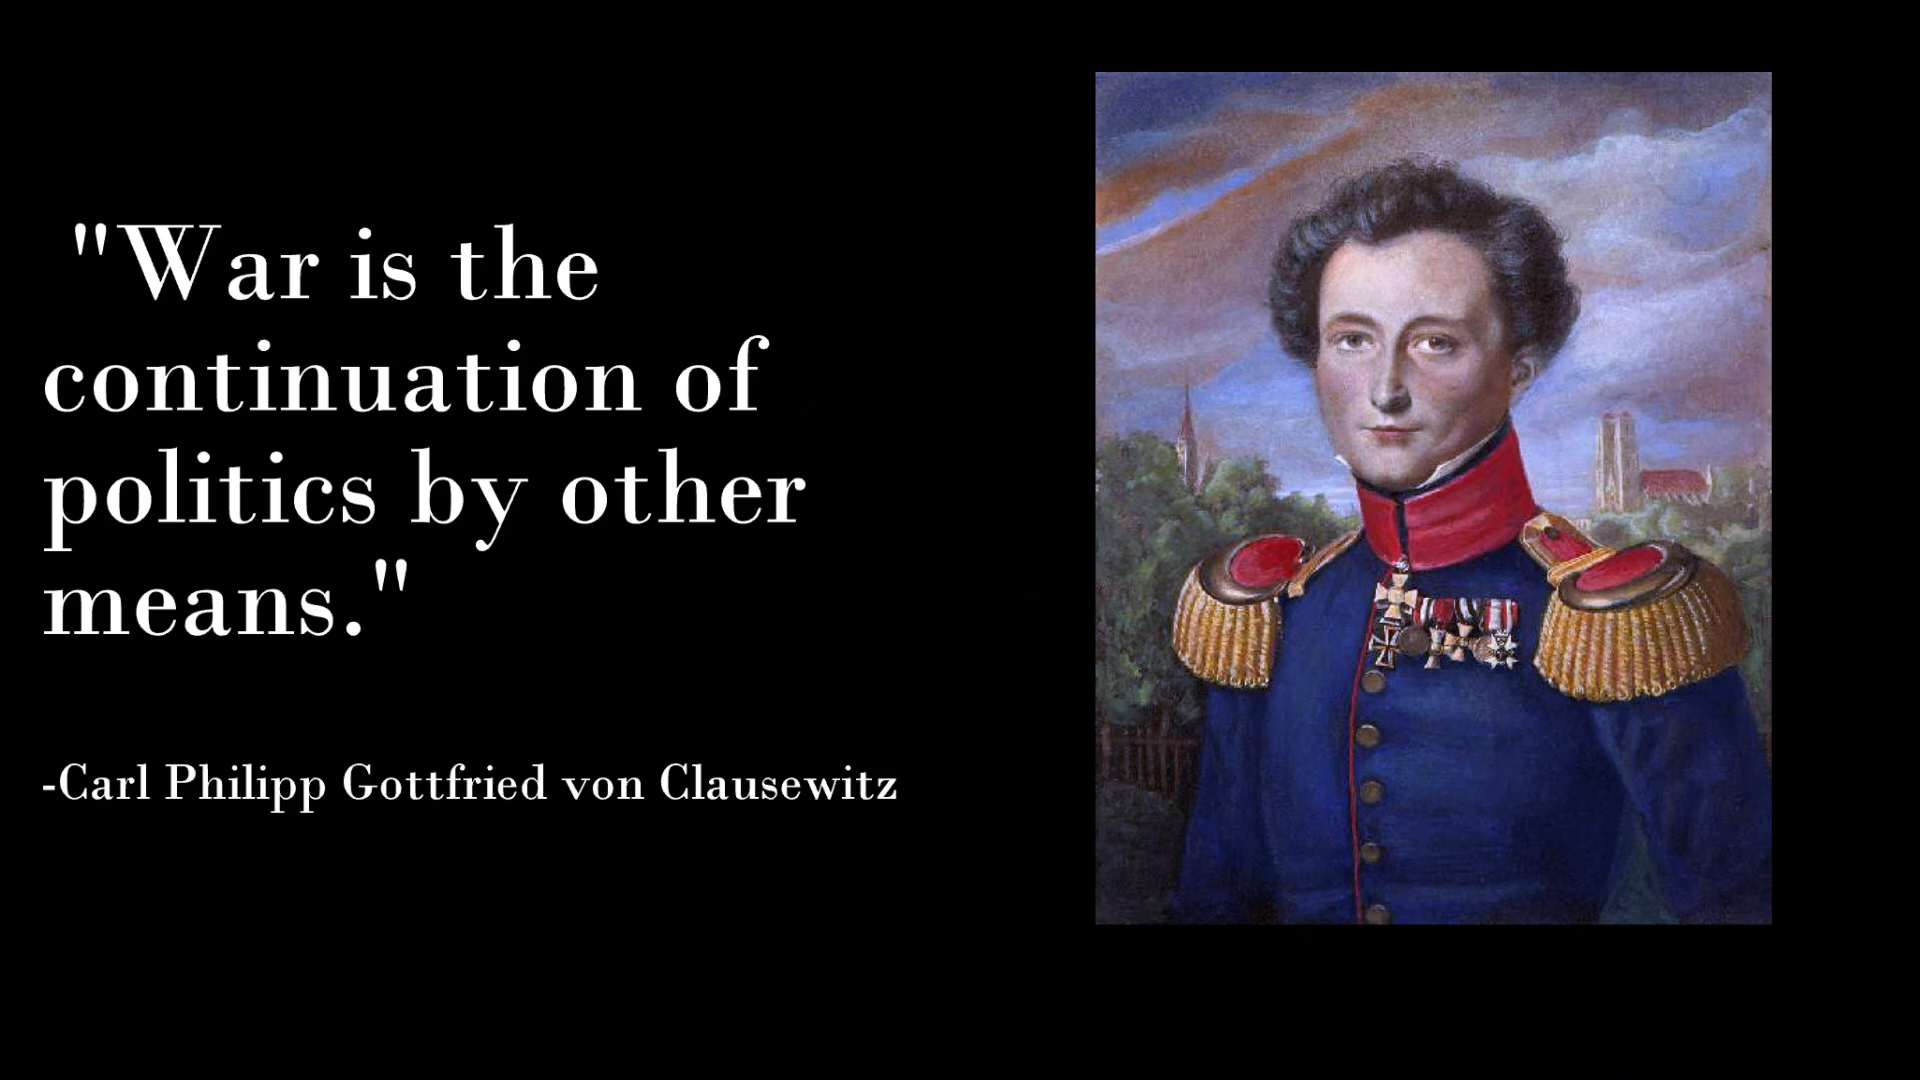 "War is the
continuation of
politics by other
means."
-Carl Philipp Gottfried von Clausewitz